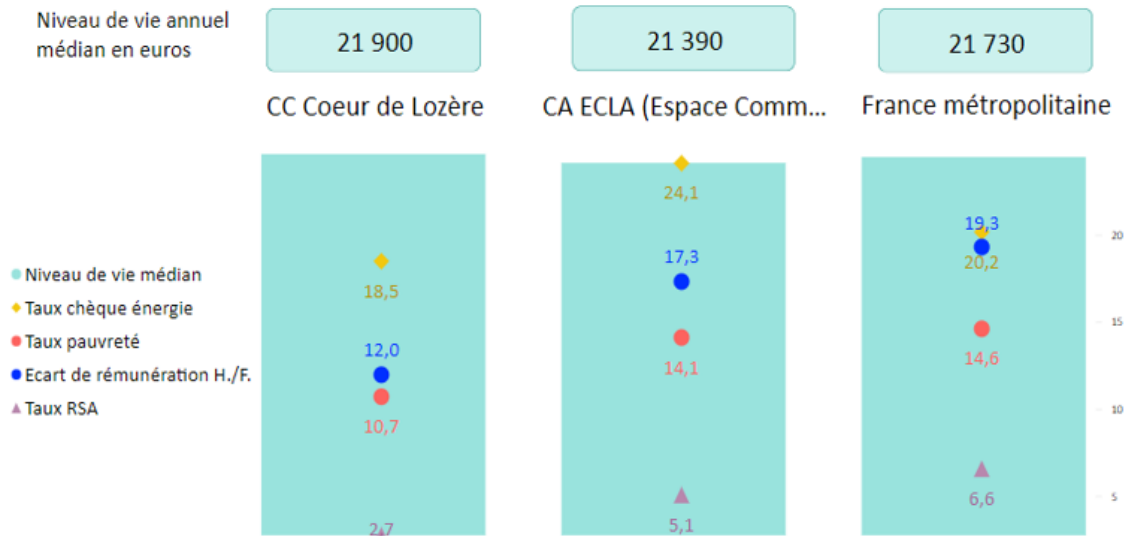 Niveau de vie annuel
médian en euros
21 900
21 390
21 730
CC Coeur de Lozère
CA ECLA (Espace Comm...
France métropolitaine
24,1
19,3
20
17,3
20,2
Niveau de vie médian
18,5
Taux chèque énergie
15
Taux pauvreté
12,0
14,1
14,6
Ecart de rémunération H./F.
Taux RSA
10,7
10
6,6
5
2,7
5,1